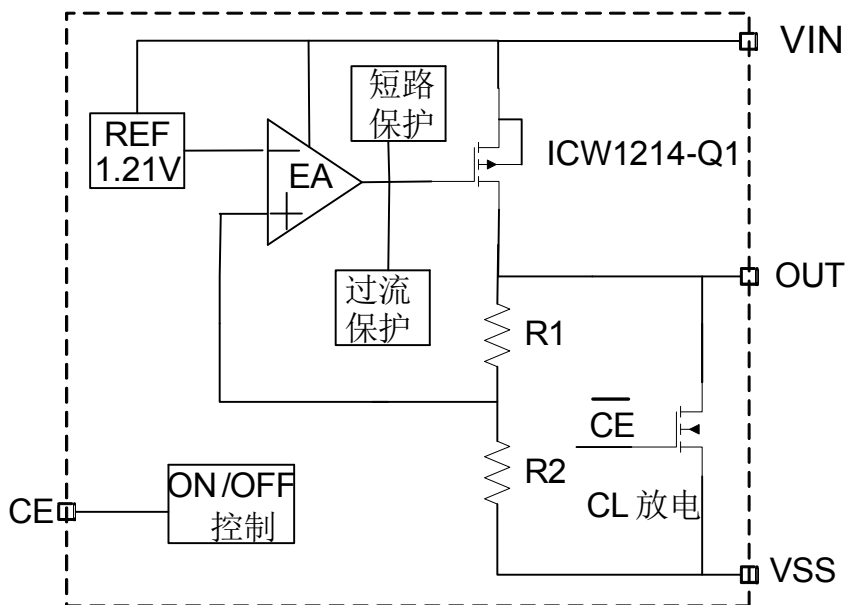 VIN
短路
保护
REF
1.21V
EA
ICW1214-Q1
OUT
过流
保护
R1
CE
R2
ON/OFF
控制
CE
CL 放电
VSS